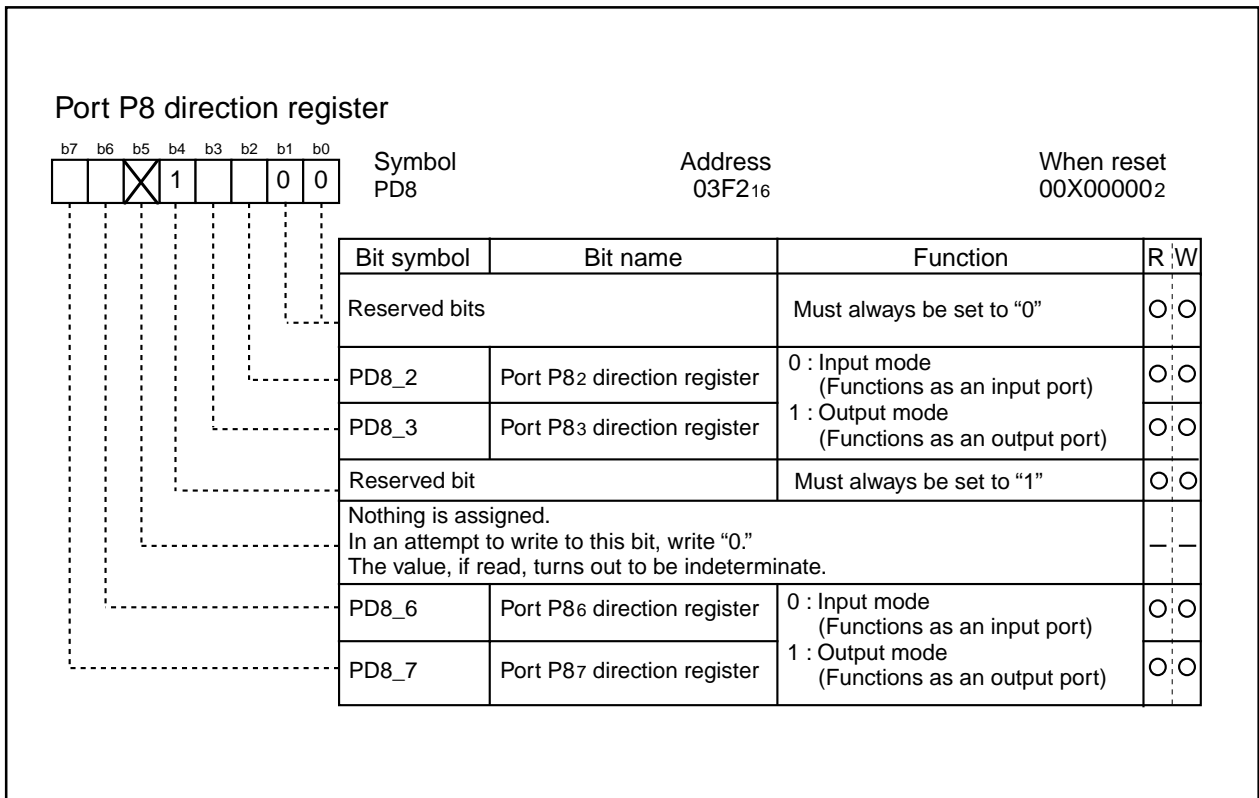 Port P8 direction register
b7 b6 b5 b4 b3 b2 b1 b0
1 0 0
Symbol Address When reset
PD8 03F216 00X000002
Bit symbol Bit name Function R W
Reserved bits Must always be set to “0”
PD8_2 Port P82 direction register 0 : Input mode
(Functions as an input port)
PD8_3 Port P83 direction register 1 : Output mode
(Functions as an output port)
Reserved bit Must always be set to “1”
Nothing is assigned.
In an attempt to write to this bit, write “0.”
The value, if read, turns out to be indeterminate.
PD8_6 Port P86 direction register 0 : Input mode
(Functions as an input port)
PD8_7 Port P87 direction register 1 : Output mode
(Functions as an output port)